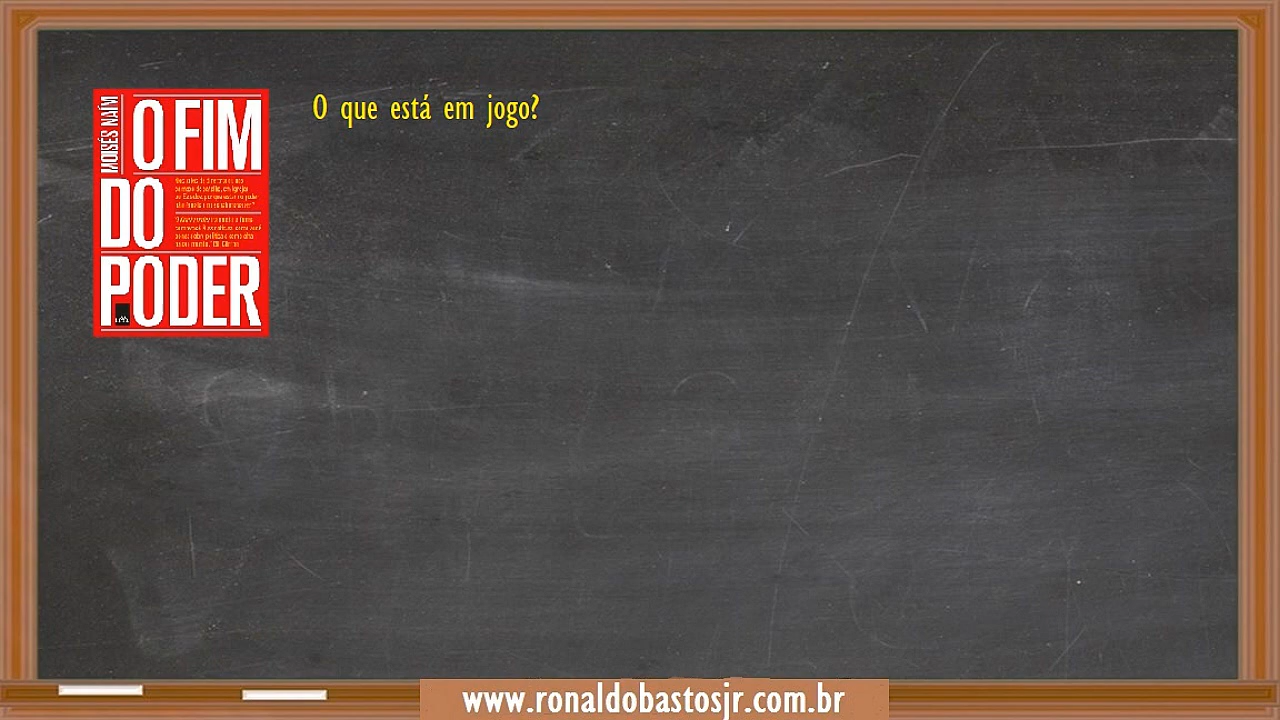 MOISÉS NAÍM
O FIM
DO
PODER
O que está em jogo?
www.ronaldobastosjr.com.br